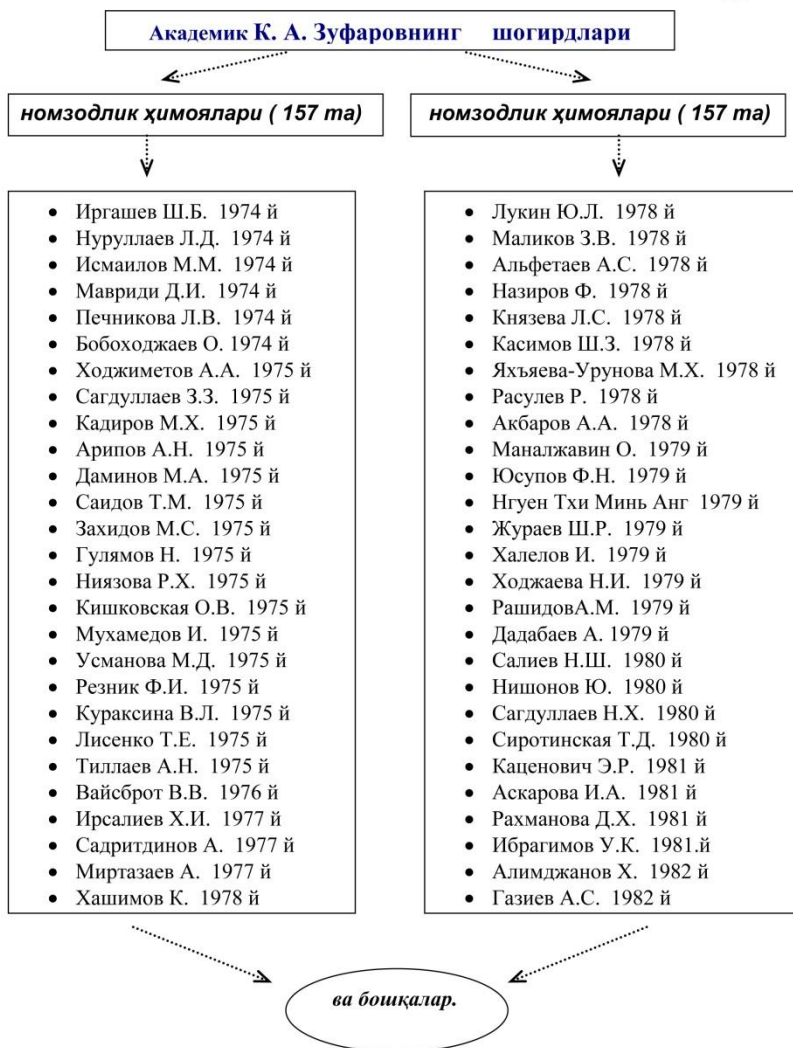 Академик К. А. Зуфаровнинг шогирдлари
номзодлик ҳимоялари ( 157 та)
• Иргашев Ш.Б. 1974 й
• Нуруллаев Л.Д. 1974 й
• Исмаилов М.М. 1974 й
• Мавриди Д.И. 1974 й
• Печникова Л.В. 1974 й
• Бобоходжаев О. 1974 й
• Ходжиметов А.А. 1975 й
• Сагдуллаев З.З. 1975 й
• Кадиров М.Х. 1975 й
• Арипов А.Н. 1975 й
• Даминов М.А. 1975 й
• Саидов Т.М. 1975 й
• Захидов М.С. 1975 й
• Гулямов Н. 1975 й
• Ниязова Р.Х. 1975 й
• Кишковская О.В. 1975 й
• Мухамедов И. 1975 й
• Усманова М.Д. 1975 й
• Резник Ф.И. 1975 й
• Кураксина В.Л. 1975 й
• Лисенко Т.Е. 1975 й
• Тиллаев А.Н. 1975 й
• Вайсброт В.В. 1976 й
• Ирсалиев Х.И. 1977 й
• Садритдинов А. 1977 й
• Миртазаев А. 1977 й
• Хашимов К. 1978 й
номзодлик ҳимоялари ( 157 та)
• Лукин Ю.Л. 1978 й
• Маликов З.В. 1978 й
• Альфетаев А.С. 1978 й
• Назиров Ф. 1978 й
• Князева Л.С. 1978 й
• Касимов Ш.З. 1978 й
• Яхъяева-Урунова М.Х. 1978 й
• Расулев Р. 1978 й
• Акбаров А.А. 1978 й
• Маналжавин О. 1979 й
• Юсупов Ф.Н. 1979 й
• Нгуен Тхи Минь Анг 1979 й
• Жураев Ш.Р. 1979 й
• Халелов И. 1979 й
• Ходжаева Н.И. 1979 й
• РашидовА.М. 1979 й
• Дадабаев А. 1979 й
• Салиев Н.Ш. 1980 й
• Нишонов Ю. 1980 й
• Сагдуллаев Н.Х. 1980 й
• Сиротинская Т.Д. 1980 й
• Каценович Э.Р. 1981 й
• Аскарова И.А. 1981 й
• Рахманова Д.Х. 1981 й
• Ибрагимов У.К. 1981.й
• Алимджанов Х. 1982 й
• Газиев А.С. 1982 й
ва бошқалар.